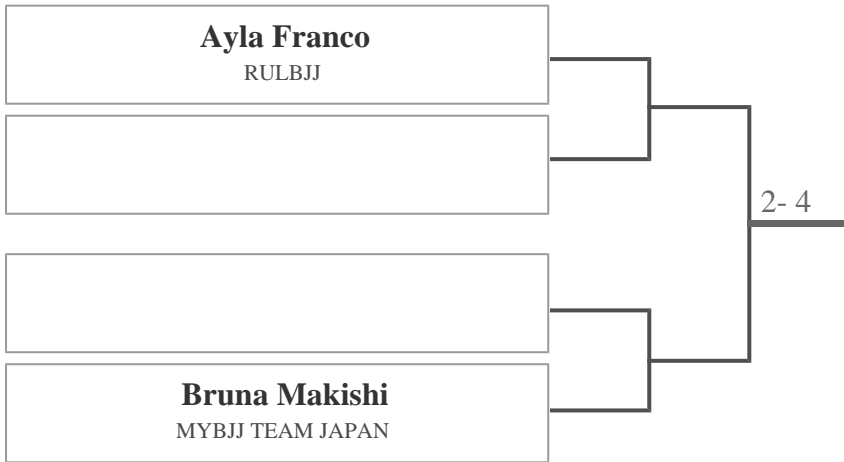 Ayla Franco
RULBJJ
2- 4
Bruna Makishi
MYBJJ TEAM JAPAN